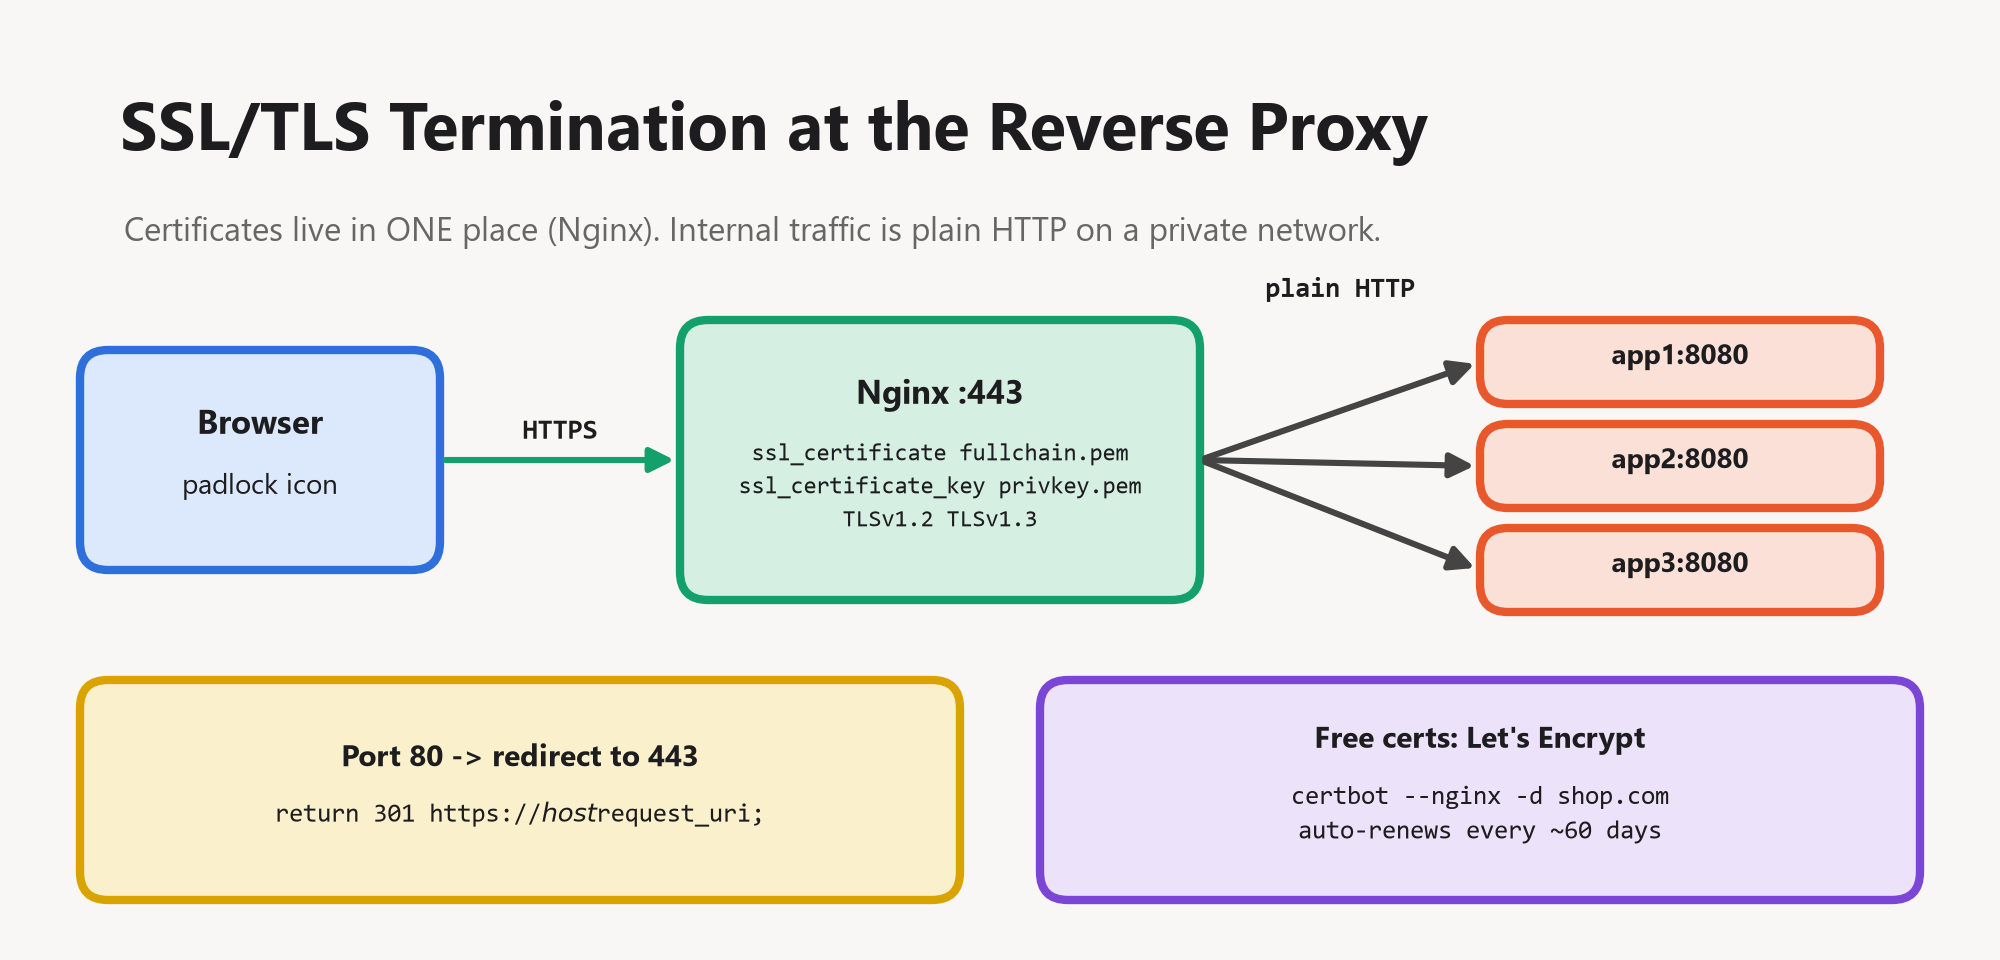 SSL/TLS Termination at the Reverse Proxy
Certificates live in ONE place (Nginx). Internal traffic is plain HTTP on a private network.
plain HTTP
Browser
padlock icon
HTTPS
Nginx :443
ssl_certificate fullchain.pem
ssl_certificate_key privkey.pem
TLSv1.2 TLSv1.3
app1:8080
app2:8080
app3:8080
Port 80 -> redirect to 443
return 301 https://hostrequest_uri;
Free certs: Let's Encrypt
certbot --nginx -d shop.com
auto-renews every ~60 days